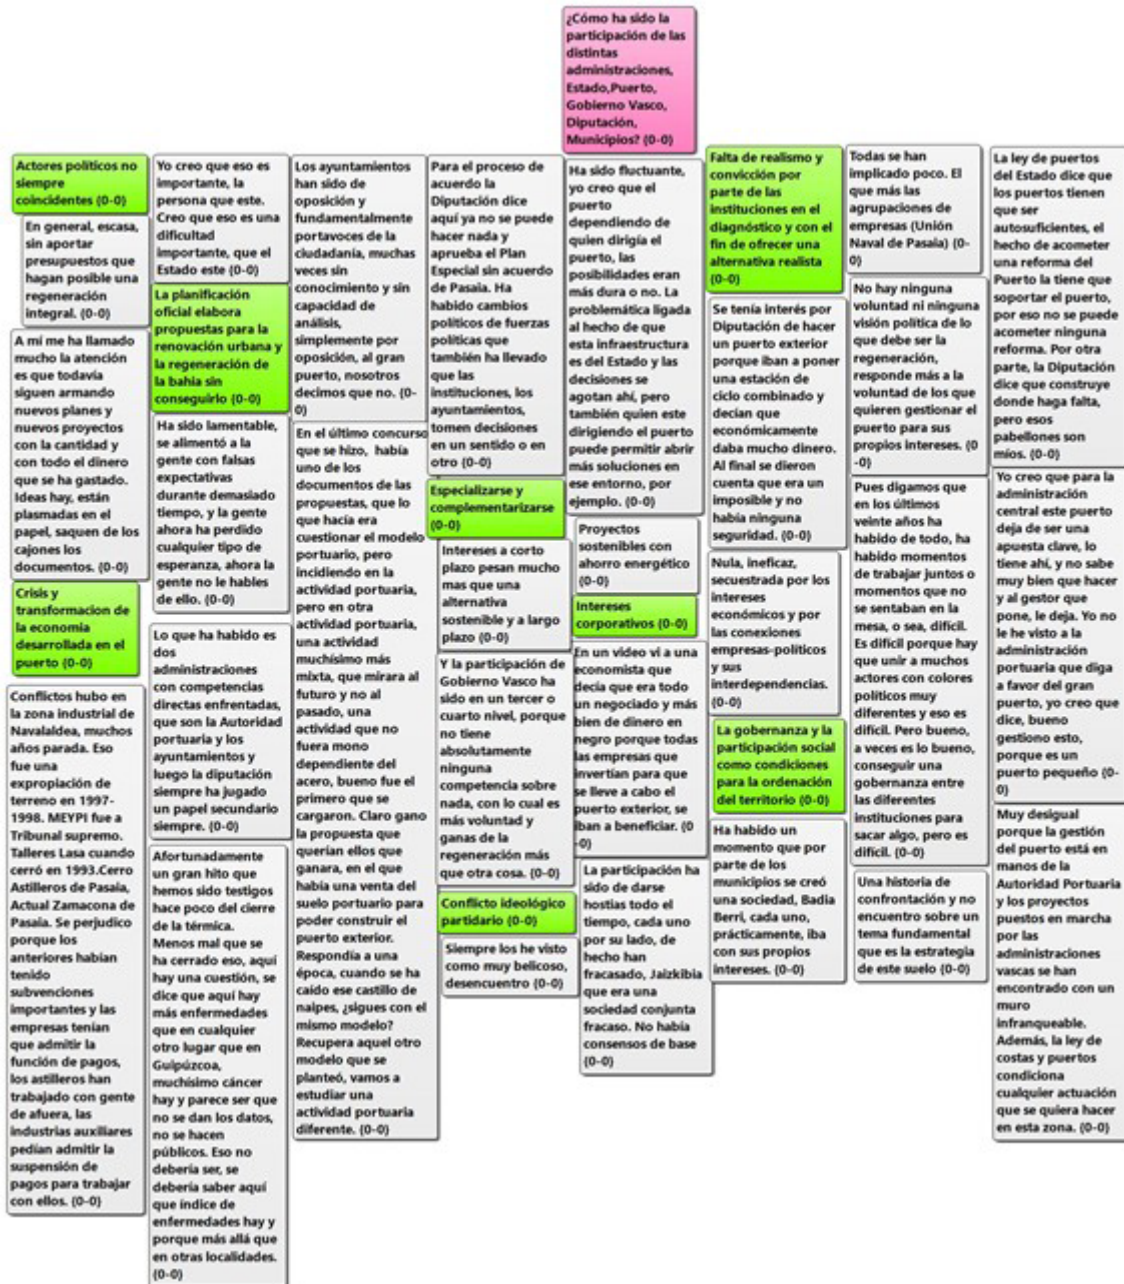 ¿Cómo ha sido la
participación de las
distintas
administraciones,
Estado,Puerto,
Gobierno Vasco,
Diputación,
Municipios? {0-0}
Actores políticos no
siempre
coincidentes {0-0}
En general, escasa,
sin aportar
presupuestos que
hagan posible una
regeneración
integral. {0-0}
A mi me ha llamado
mucho la atención
es que todavía
siguen armando
nuevos planes y
nuevos proyectos
con la cantidad y
con todo el dinero
que se ha gastado.
Ideas hay, están
plasmadas en el
papel, saquen de los
cajones los
documentos. {0-0}
Crisis y
transformacion de
la economía
desarrollada en el
puerto {0-0}
Conflictos hubo en
la zona industrial de
Navalaldea, muchos
años parada. Eso
fue una
expropiación de
terreno en 1997-
1998. MEYPI fue a
Tribunal supremo.
Talleres Lasa cuando
cerró en 1993.Cerro
Astilleros de Pasaia,
Actual Zamacona de
Pasaia. Se perjudico
porque los
anteriores habían
tenido
subvenciones
importantes y las
empresas tenían
que admitir la
función de pagos,
los astilleros han
trabajado con gente
de afuera, las
industrias auxiliares
pedían admitir la
suspensión de
pagos para trabajar
con ellos. {0-0}
Yo creo que eso es
importante, la
persona que este.
Creo que eso es una
dificultad
importante, que el
Estado este {0-0}
La planificación
oficial elabora
propuestas para la
renovación urbana y
la regeneración de
la bahia sin
conseguirlo {0-0}
Ha sido lamentable,
se alimentó a la
gente con falsas
expectativas
durante demasiado
tiempo, y la gente
ahora ha perdido
cualquier tipo de
esperanza, ahora la
gente no le hables
de ello. {0-0}
Lo que ha habido es
dos
administraciones
con competencias
directas enfrentadas,
que son la Autoridad
portuaria y los
ayuntamientos y
luego la diputación
siempre ha jugado
un papel secundario
siempre. {0-0}
Afortunadamente
un gran hito que
hemos sido testigos
hace poco del cierre
de la térmica.
Menos mal que se
ha cerrado eso, aquí
hay una cuestión, se
dice que aquí hay
más enfermedades
que en cualquier
otro lugar que en
Guipúzcoa,
muchísimo cáncer
hay y parece ser que
no se dan los datos,
no se hacen
públicos. Eso no
debería ser, se
debería saber aquí
que índice de
enfermedades hay y
porque más allá que
en otras localidades.
{0-0}
Los ayuntamientos
han sido de
oposición y
fundamentalmente
portavoces de la
ciudadanía, muchas
veces sin
conocimiento y sin
capacidad de
análisis,
simplemente por
oposición, al gran
puerto, nosotros
decimos que no. {0-
0}
En el último concurso
que se hizo, había
uno de los
documentos de las
propuestas, que lo
que hacía era
cuestionar el modelo
portuario, pero
incidiendo en la
actividad portuaria,
pero en otra
actividad portuaria,
una actividad
muchísimo más
mixta, que mirara al
futuro y no al
pasado, una
actividad que no
fuera mono
dependiente del
acero, bueno fue el
primero que se
cargaron. Claro gano
la propuesta que
querían ellos que
ganara, en el que
había una venta del
suelo portuario para
poder construir el
puerto exterior.
Respondía a una
época, cuando se ha
caído ese castillo de
naipes, ¿sigues con el
mismo modelo?
Recupera aquel otro
modelo que se
planteó, vamos a
estudiar una
actividad portuaria
diferente. {0-0}
Para el proceso de
acuerdo la
Diputación dice
aquí ya no se puede
hacer nada y
aprueba el Plan
Especial sin acuerdo
de Pasaia. Ha
habido cambios
políticos de fuerzas
políticas que
también ha llevado
que las
instituciones, los
ayuntamientos,
tomen decisiones
en un sentido o en
otro {0-0}
Especializarse y
complementarizarse
{0-0}
Intereses a corto
plazo pesan mucho
mas que una
alternativa
sostenible y a largo
plazo {0-0}
Y la participación de
Gobierno Vasco ha
sido en un tercer o
cuarto nivel, porque
no tiene
absolutamente
ninguna
competencia sobre
nada, con lo cual es
más voluntad y
ganas de la
regeneración más
que otra cosa. {0-0}
Conflicto ideológico
partidario {0-0}
Siempre los he visto
como muy belicoso,
desencuentro {0-0}
Ha sido fluctuante,
yo creo que el
puerto
dependiendo de
quien dirigía el
puerto, las
posibilidades eran
más dura o no. La
problemática ligada
al hecho de que
esta infraestructura
es del Estado y las
decisiones se
agotan ahí, pero
también quien este
dirigiendo el puerto
puede permitir abrir
más soluciones en
ese entorno, por
ejemplo. {0-0}
Proyectos
sostenibles con
ahorro energético
{0-0}
Intereses
corporativos {0-0}
En un video vi a una
economista que
decía que era todo
un negociado y más
bien de dinero en
negro porque todas
las empresas que
invertían para que
se lleve a cabo el
puerto exterior, se
iban a beneficiar. {0
-0}
La participación ha
sido de darse
hostias todo el
tiempo, cada uno
por su lado, de
hecho han
fracasado, Jaizkibia
que era una
sociedad conjunta
fracaso. No había
consensos de base
{0-0}
Falta de realismo y
convicción por
parte de las
instituciones en el
diagnóstico y con el
fin de ofrecer una
alternativa realista
{0-0}
Se tenía interés por
Diputación de hacer
un puerto exterior
porque iban a poner
una estación de
ciclo combinado y
decían que
económicamente
daba mucho dinero.
Al final se dieron
cuenta que era un
imposible y no
había ninguna
seguridad. {0-0}
Nula, ineficaz,
secuestrada por los
intereses
económicos y por
las conexiones
empresas-políticos
y sus
interdependencias.
{0-0}
La gobernanza y la
participación social
como condiciones
para la ordenación
del territorio {0-0}
Ha habido un
momento que por
parte de los
municipios se creó
una sociedad, Badia
Berri, cada uno,
prácticamente, iba
con sus propios
intereses. {0-0}
Todas se han
implicado poco. El
que más las
agrupaciones de
empresas (Unión
Naval de Pasaia) {0-
0}
No hay ninguna
voluntad ni ninguna
visión política de lo
que debe ser la
regeneración,
responde más a la
voluntad de los que
quieren gestionar el
puerto para sus
propios intereses. {0
-0}
Pues digamos que
en los últimos
veinte años ha
habido de todo, ha
habido momentos
de trabajar juntos o
momentos que no
se sentaban en la
mesa, o sea, difícil.
Es difícil porque hay
que unir a muchos
actores con colores
políticos muy
diferentes y eso es
difícil. Pero bueno,
a veces es lo bueno,
conseguir una
gobernanza entre
las diferentes
instituciones para
sacar algo, pero es
difícil. {0-0}
Una historia de
confrontación y no
encuentro sobre un
tema fundamental
que es la estrategia
de este suelo {0-0}
La ley de puertos
del Estado dice que
los puertos tienen
que ser
autosuficientes, el
hecho de acometer
una reforma del
Puerto la tiene que
soportar el puerto,
por eso no se puede
acometer ninguna
reforma. Por otra
parte, la Diputación
dice que construye
donde haga falta,
pero esos
pabellones son
míos. {0-0}
Yo creo que para la
administración
central este puerto
deja de ser una
apuesta clave, lo
tiene ahí, y no sabe
muy bien que hacer
y al gestor que
pone, le deja. Yo no
le he visto a la
administración
portuaria que diga
a favor del gran
puerto, yo creo que
dice, bueno
gestiono esto,
porque es un
puerto pequeño {0-
0}
Muy desigual
porque la gestión
del puerto está en
manos de la
Autoridad Portuaria
y los proyectos
puestos en marcha
por las
administraciones
vascas se han
encontrado con un
muro
infranqueable.
Además, la ley de
costas y puertos
condiciona
cualquier actuación
que se quiera hacer
en esta zona. {0-0}